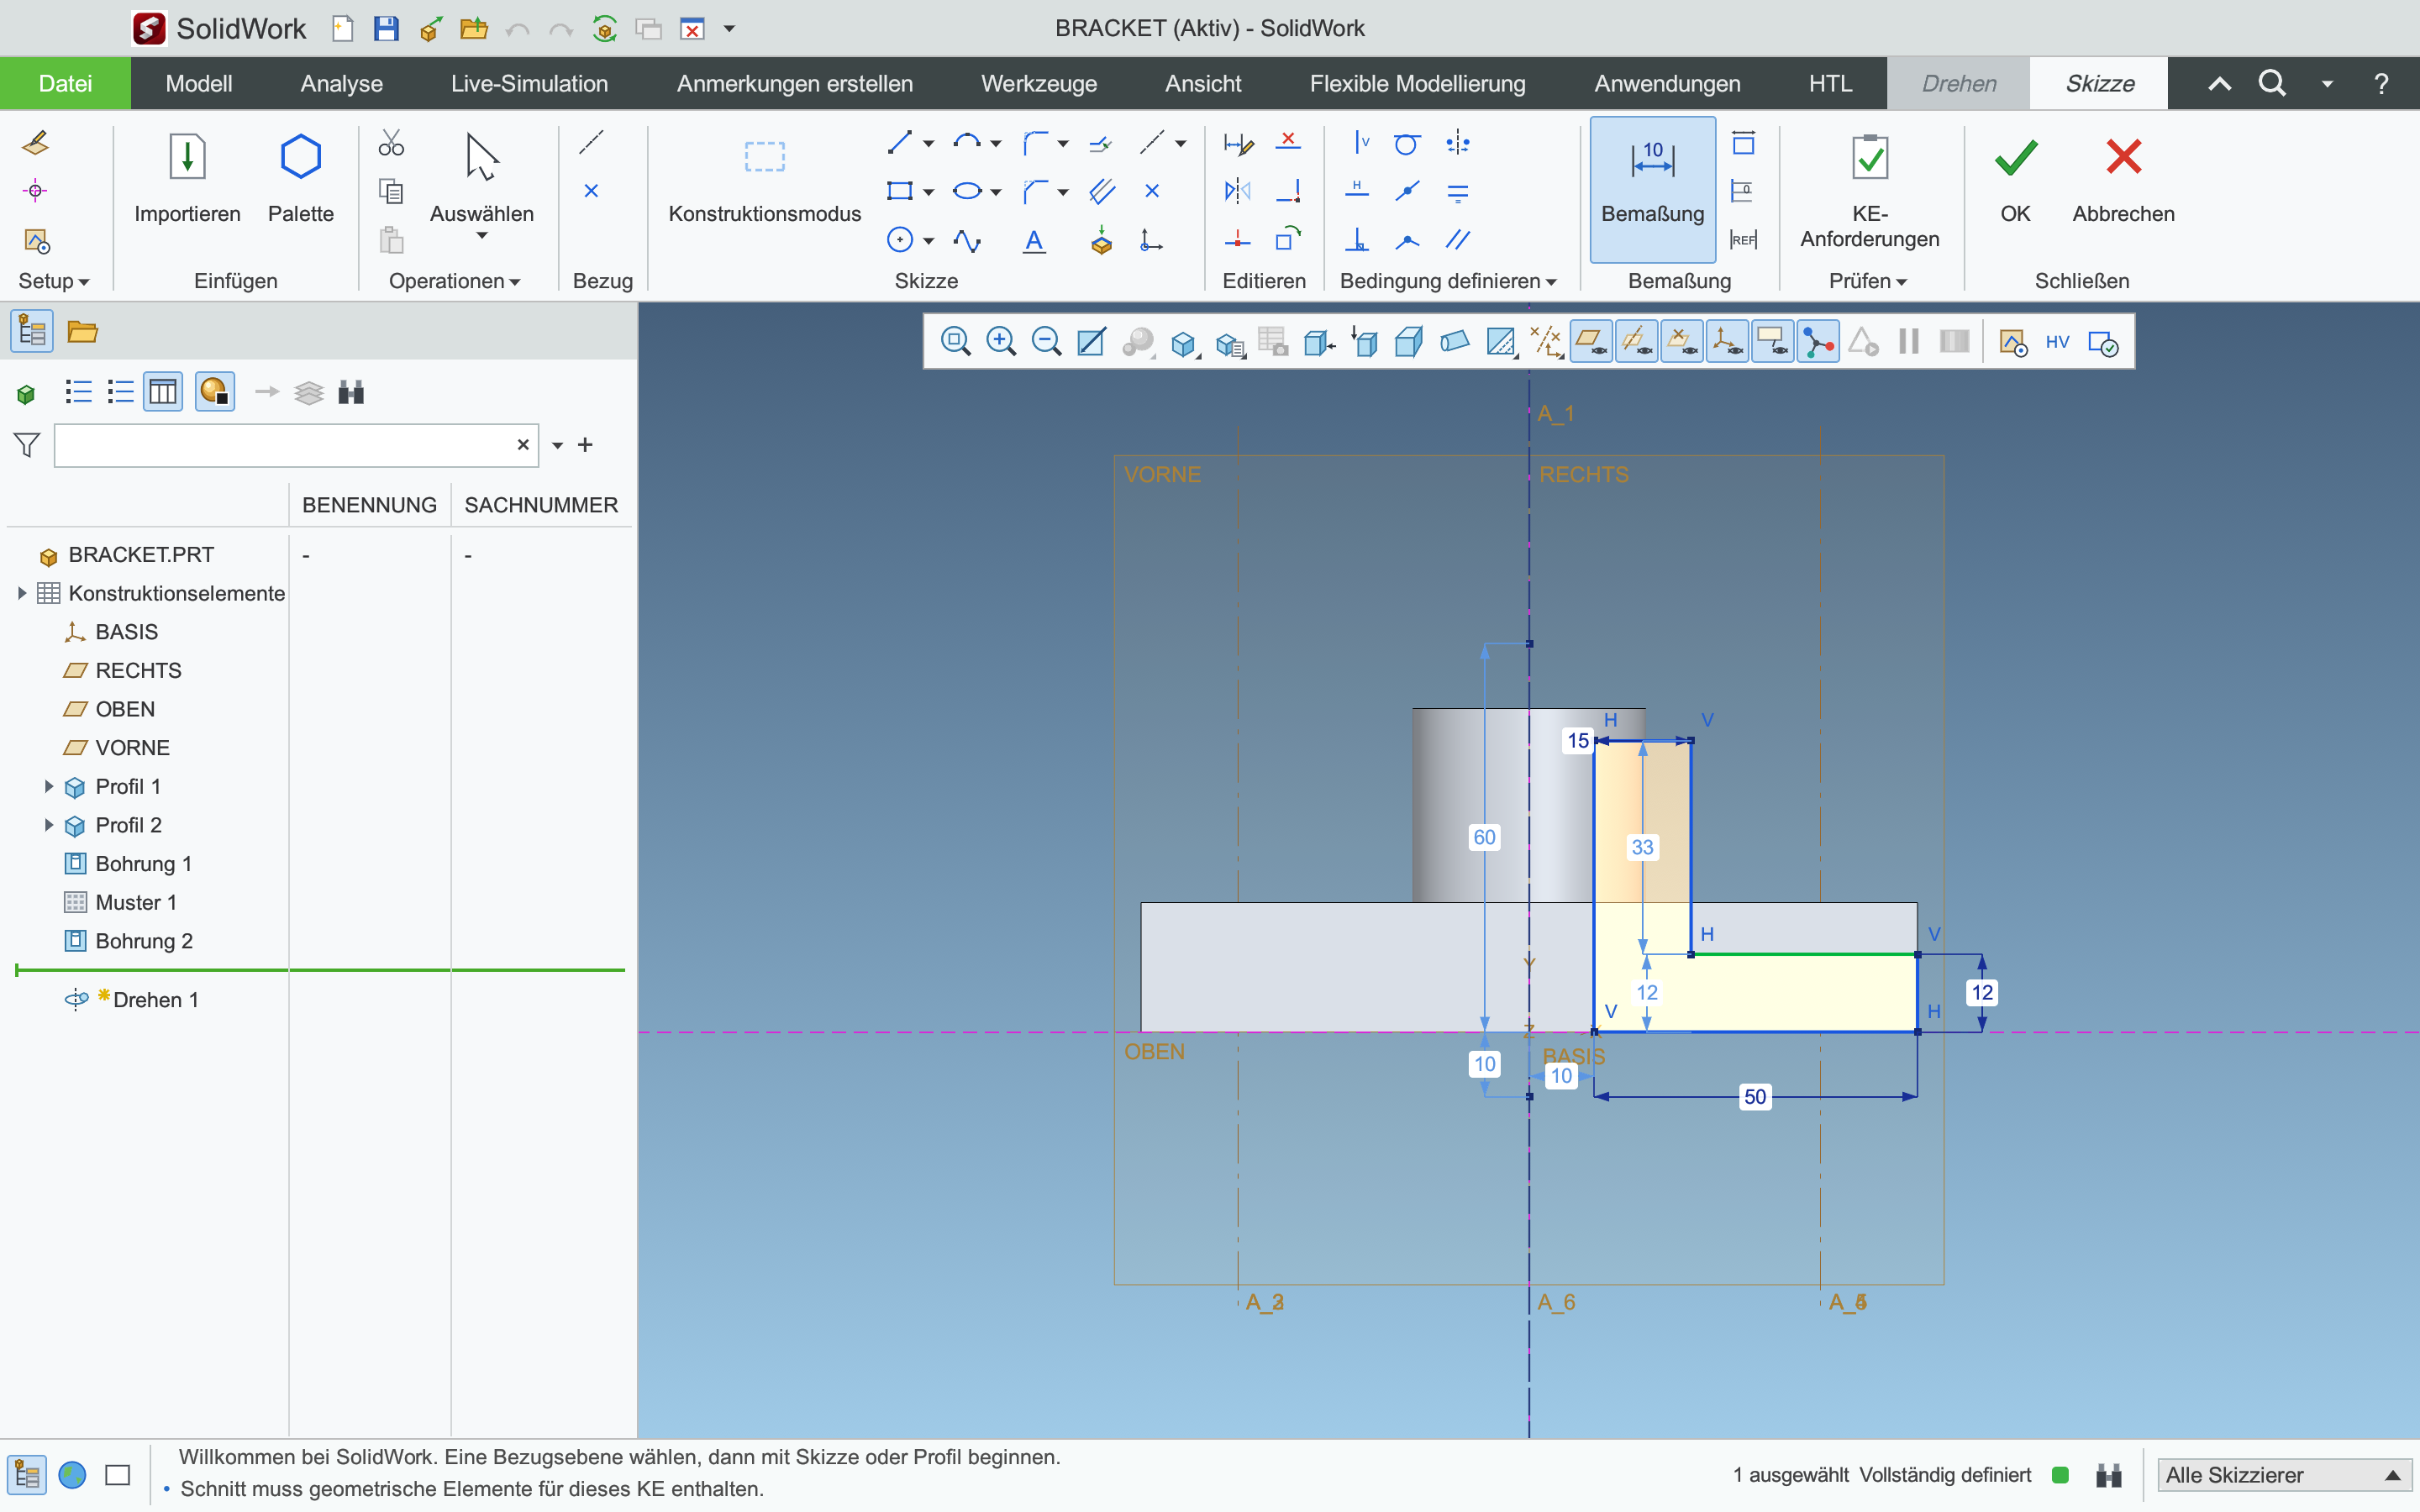 SolidWork
BRACKET (Aktiv) - SolidWork
Datei Modell Analyse Live-Simulation Anmerkungen erstellen Werkzeuge Ansicht Flexible Modellierung Anwendungen HTL Drehen Skizze ?
Importieren Palette Auswählen Konstruktionsmodus A H V 10 Bemaßung 0 REF KE-Anforderungen OK Abbrechen
Setup Einfügen Operationen Bezug Skizze Editieren Bedingung definieren Bemaßung Prüfen Schließen
HV
BENENNUNG SACHNUMMER
BRACKET.PRT - -
Konstruktionselemente
BASIS
RECHTS
OBEN
VORNE
Profil 1
Profil 2
Bohrung 1
Muster 1
Bohrung 2
Drehen 1
A_1
VORNE RECHTS
H V
15
60 33
H V
Y
12 12
V H
Z
OBEN BASIS
10 10
50
A_6
Willkommen bei SolidWork. Eine Bezugsebene wählen, dann mit Skizze oder Profil beginnen.
• Schnitt muss geometrische Elemente für dieses KE enthalten.
1 ausgewählt Vollständig definiert Alle Skizzierer